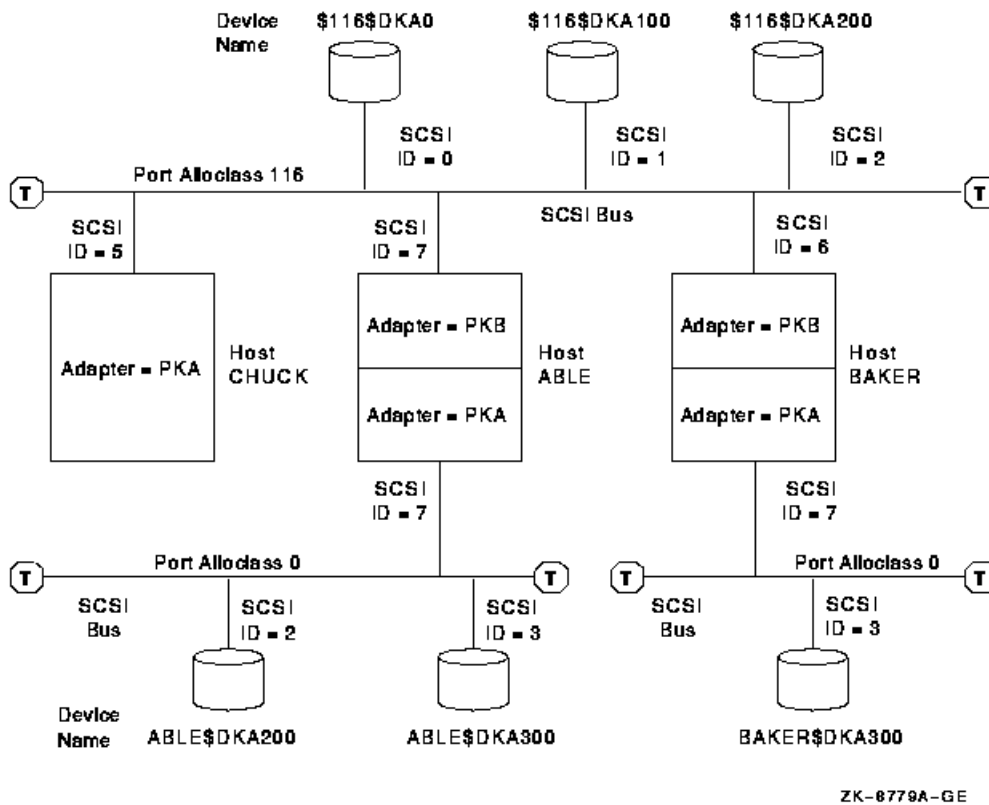 Device
Name
$116$DKA0
$116$DKA100
$116$DKA200
SCSI
ID = 0
SCSI
ID = 1
SCSI
ID = 2
Port Alloclass 116
T
T
SCSI Bus
SCSI
ID = 5
SCSI
ID = 7
SCSI
ID = 6
Adapter = PKA
Host
CHUCK
Adapter = PKB
Adapter = PKA
Host
ABLE
Adapter = PKB
Adapter = PKA
Host
BAKER
SCSI
ID = 7
SCSI
ID = 7
Port Alloclass 0
Port Alloclass 0
T
T
T
T
SCSI
Bus
SCSI
ID = 2
SCSI
ID = 3
SCSI
Bus
SCSI
ID = 3
Device
Name
ABLE$DKA200
ABLE$DKA300
BAKER$DKA300
ZK-8779A-GE